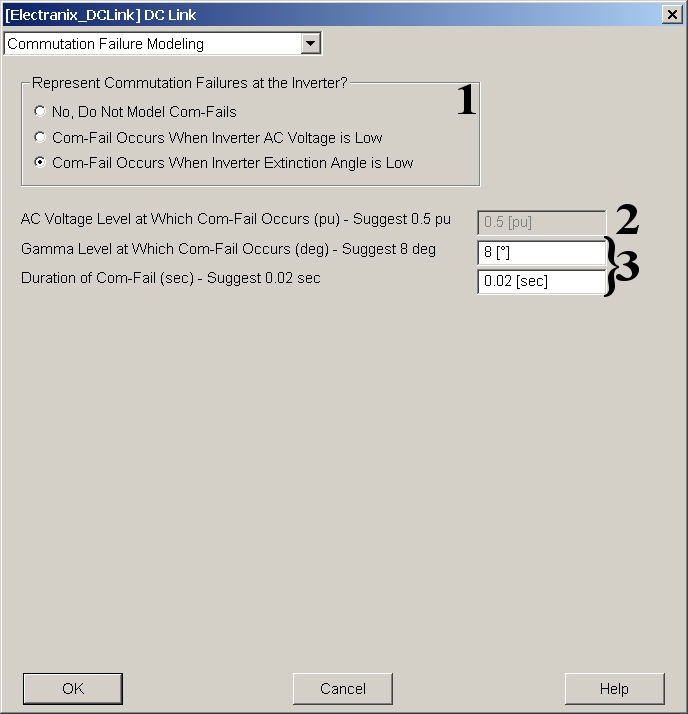 [Electranix_DCLink] DC Link
Commutation Failure Modeling
Represent Commutation Failures at the Inverter?
1
No, Do Not Model Com-Fails
Com-Fail Occurs When Inverter AC Voltage is Low
Com-Fail Occurs When Inverter Extinction Angle is Low
AC Voltage Level at Which Com-Fail Occurs (pu) - Suggest 0.5 pu 0.5 [pu] 2
Gamma Level at Which Com-Fail Occurs (deg) - Suggest 8 deg 8 [°] }3
Duration of Com-Fail (sec) - Suggest 0.02 sec 0.02 [sec]
OK Cancel Help